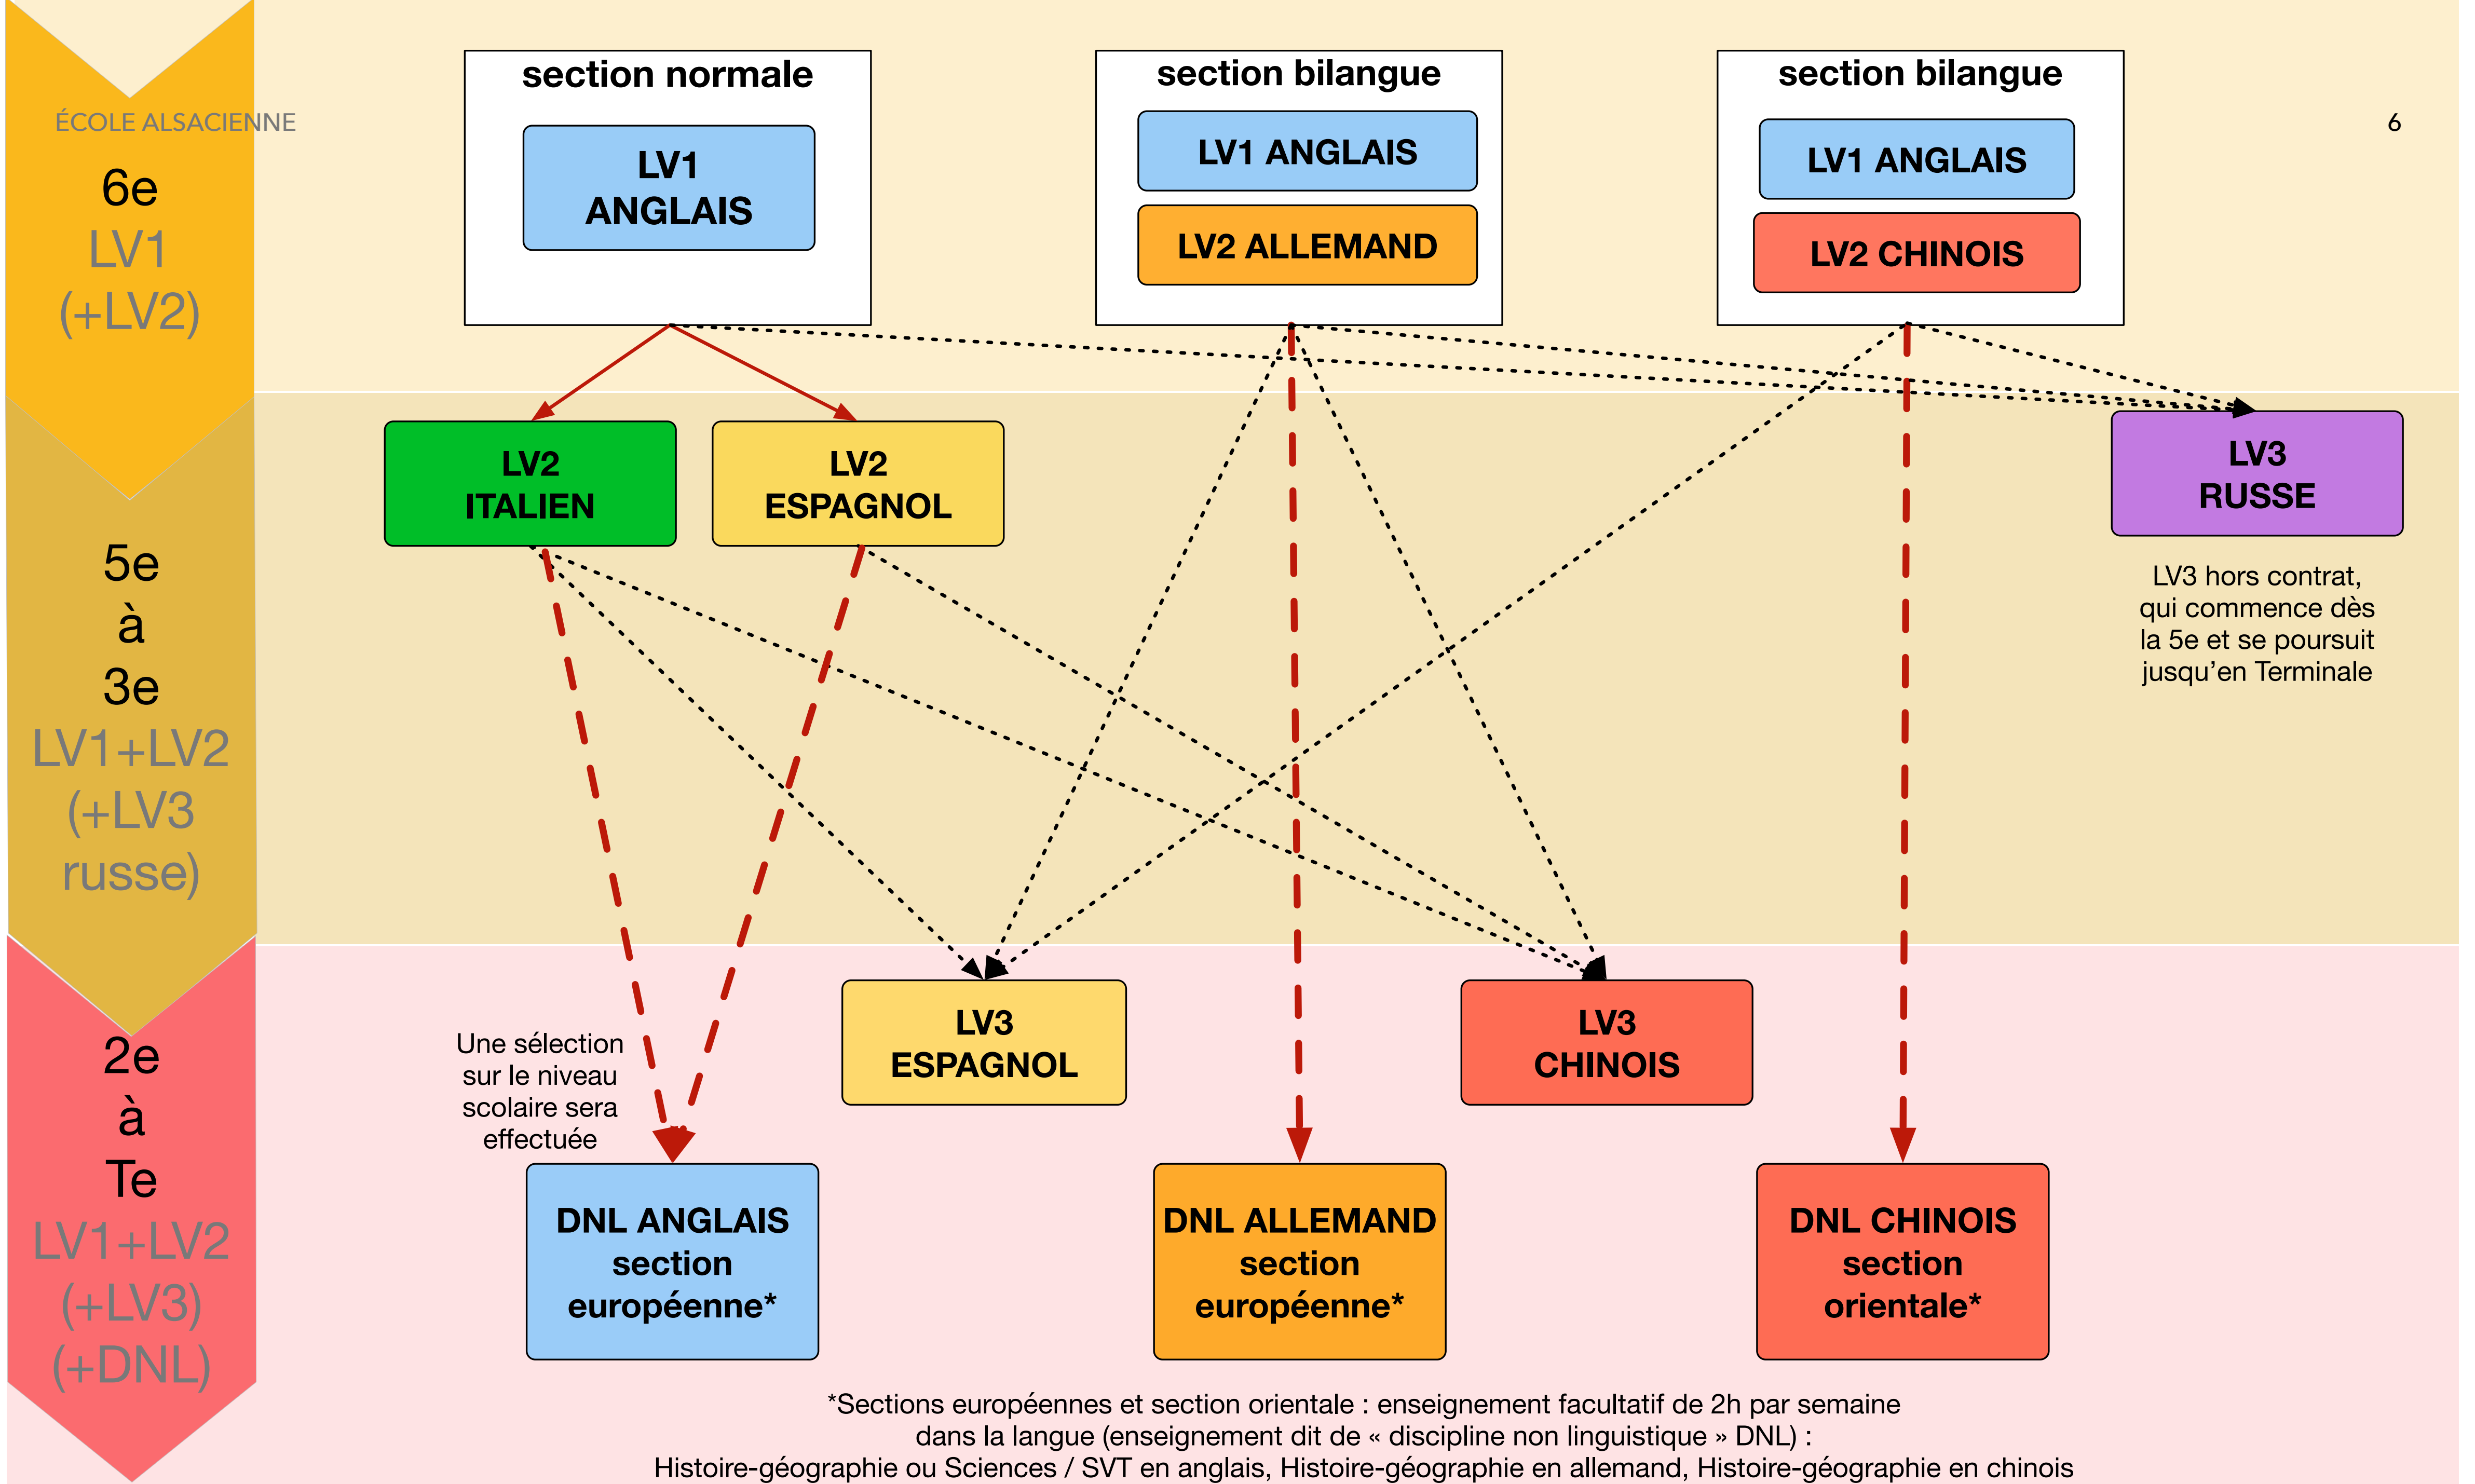 ÉCOLE ALSACIENNE
6
6e
LV1
(+LV2)
section normale
LV1
ANGLAIS
section bilangue
LV1 ANGLAIS
LV2 ALLEMAND
section bilangue
LV1 ANGLAIS
LV2 CHINOIS
5e
à
3e
LV1+LV2
(+LV3
russe)
LV2
ITALIEN
LV2
ESPAGNOL
LV3
RUSSE
LV3 hors contrat,
qui commence dès
la 5e et se poursuit
jusqu’en Terminale
2e
à
Te
LV1+LV2
(+LV3)
(+DNL)
Une sélection
sur le niveau
scolaire sera
effectuée
LV3
ESPAGNOL
LV3
CHINOIS
DNL ANGLAIS
section
européenne*
DNL ALLEMAND
section
européenne*
DNL CHINOIS
section
orientale*
*Sections européennes et section orientale : enseignement facultatif de 2h par semaine
dans la langue (enseignement dit de « discipline non linguistique » DNL) :
Histoire-géographie ou Sciences / SVT en anglais, Histoire-géographie en allemand, Histoire-géographie en chinois